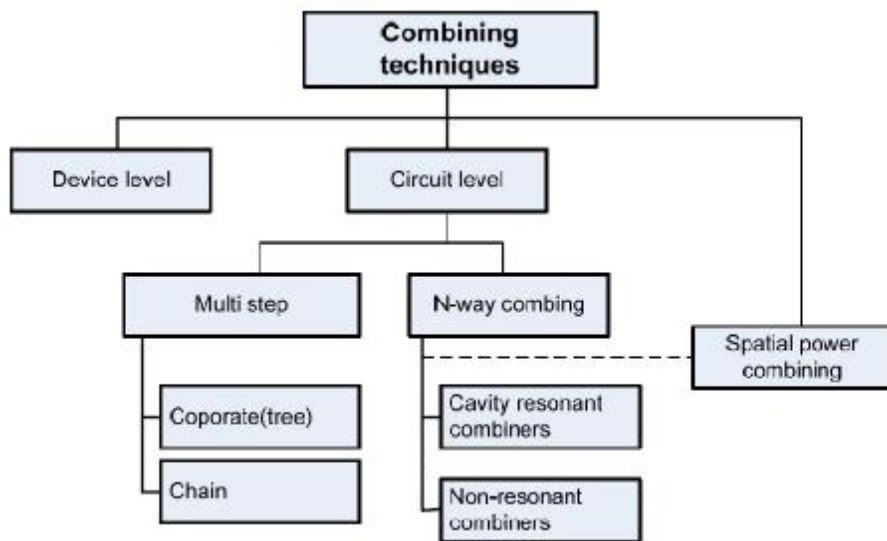 Combining
techniques
Device level
Circuit level
Multi step
N-way combing
Spatial power
combining
Coporate(tree)
Cavity resonant
combiners
Chain
Non-resonant
combiners